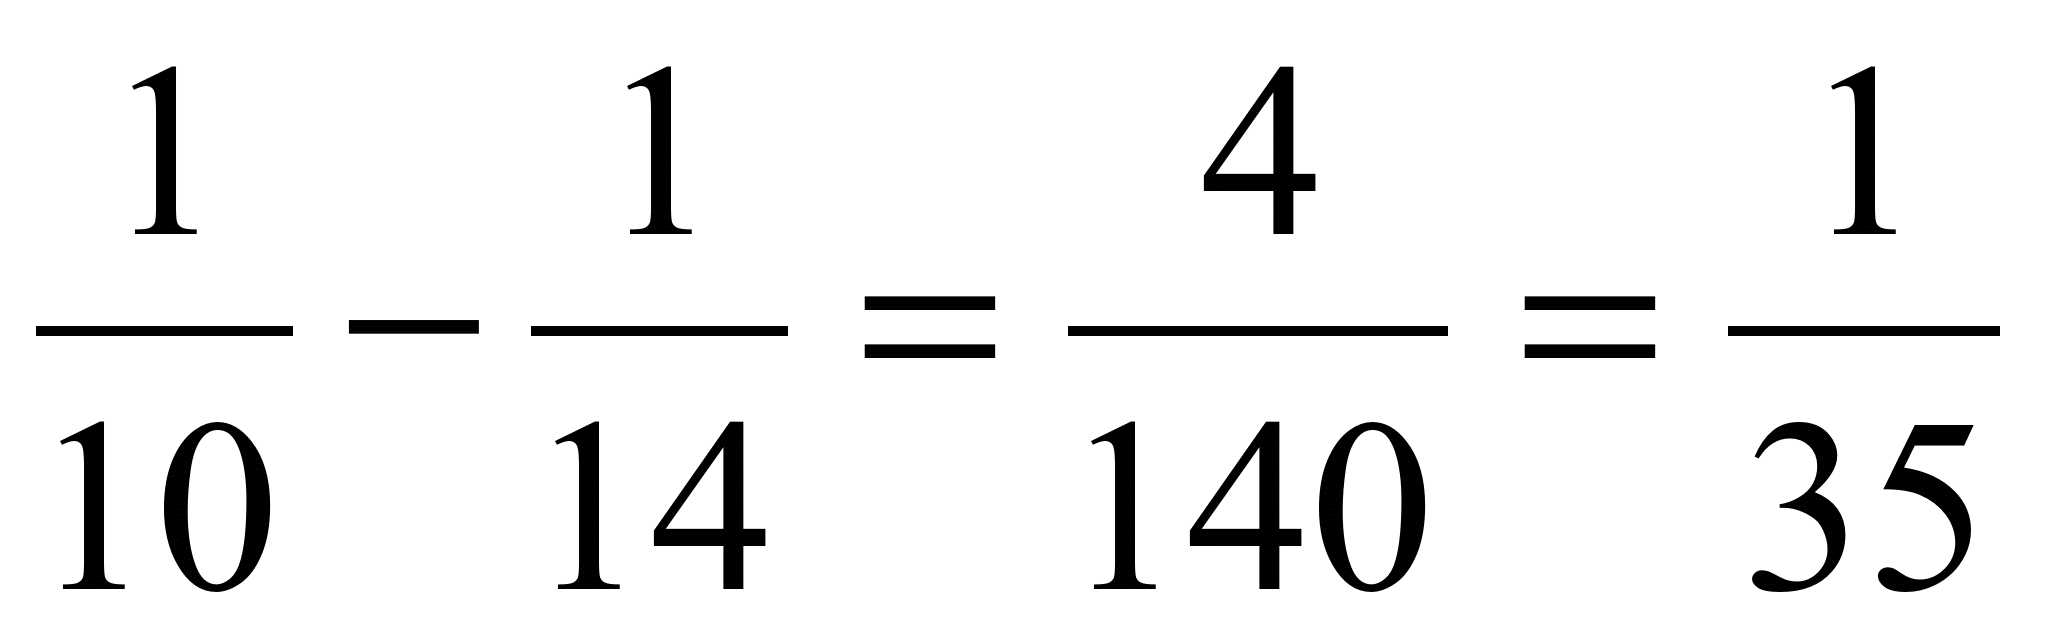 1/10 − 1/14 = 4/140 = 1/35